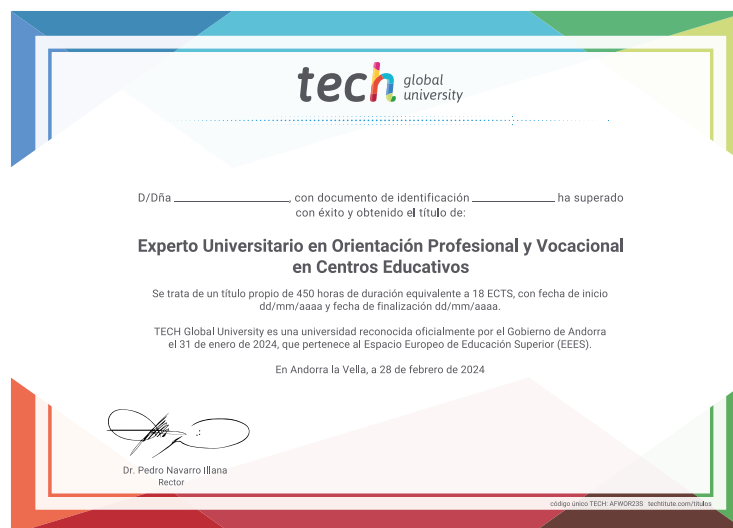 tech global
university
D/Dña ____________________, con documento de identificación ______________ ha superado
con éxito y obtenido el título de:
Experto Universitario en Orientación Profesional y Vocacional
en Centros Educativos
Se trata de un título propio de 450 horas de duración equivalente a 18 ECTS, con fecha de inicio
dd/mm/aaaa y fecha de finalización dd/mm/aaaa.
TECH Global University es una universidad reconocida oficialmente por el Gobierno de Andorra
el 31 de enero de 2024, que pertenece al Espacio Europeo de Educación Superior (EEES).
En Andorra la Vella, a 28 de febrero de 2024
Dr. Pedro Navarro Illana
Rector
código único TECH: AFWOR23S techtitute.com/titulos